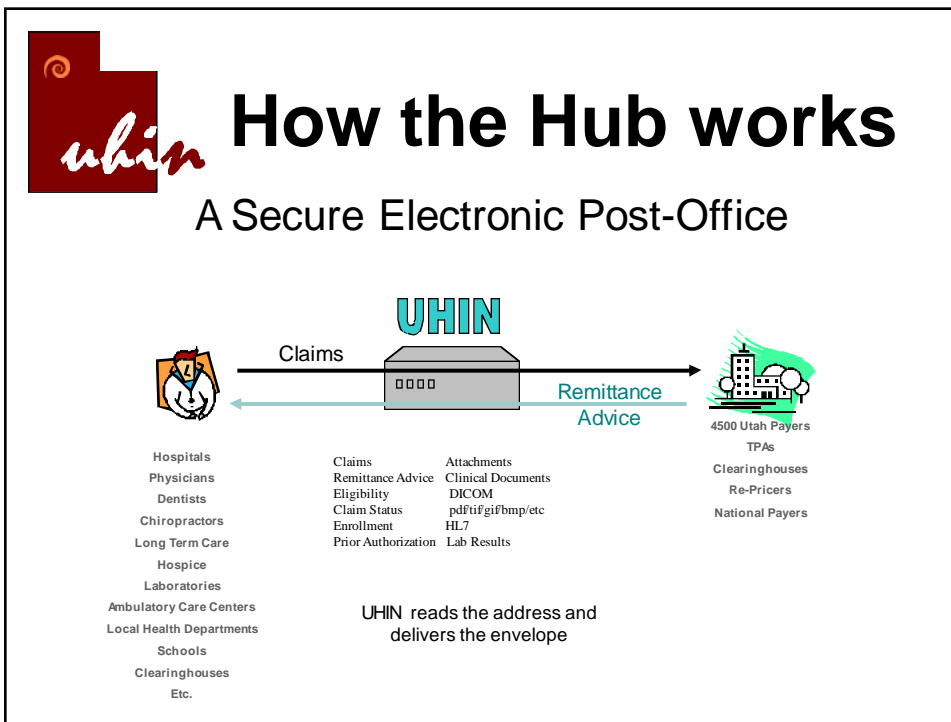 uhin
How the Hub works
A Secure Electronic Post-Office
UHIN
Claims
Remittance
Advice
Hospitals
Physicians
Dentists
Chiropractors
Long Term Care
Hospice
Laboratories
Ambulatory Care Centers
Local Health Departments
Schools
Clearinghouses
Etc.
Claims Attachments
Remittance Advice Clinical Documents
Eligibility DICOM
Claim Status pdf/tif/gif/bmp/etc
Enrollment HL7
Prior Authorization Lab Results
UHIN reads the address and
delivers the envelope
4500 Utah Payers
TPAs
Clearinghouses
Re-Pricers
National Payers